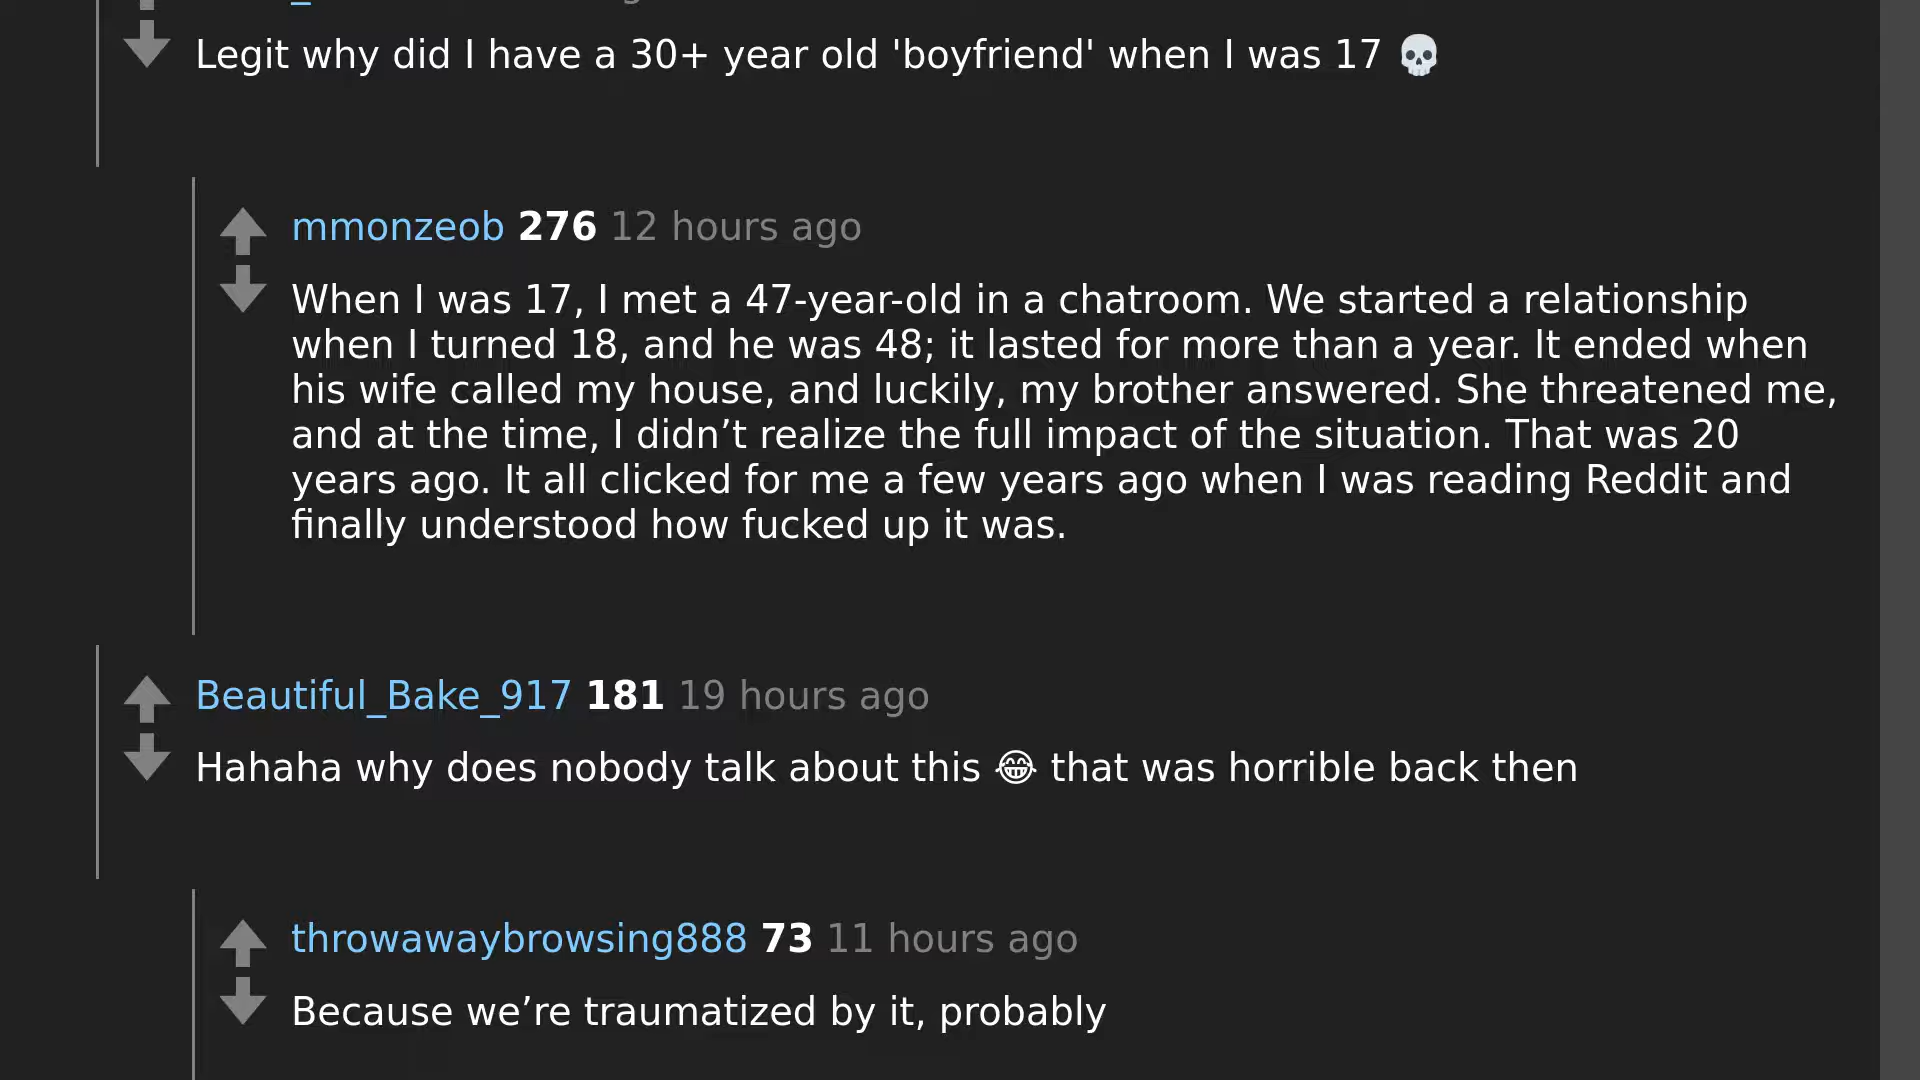 Legit why did I have a 30+ year old 'boyfriend' when I was 17 💀
mmonzeob 276 12 hours ago
When I was 17, I met a 47-year-old in a chatroom. We started a relationship
when I turned 18, and he was 48; it lasted for more than a year. It ended when
his wife called my house, and luckily, my brother answered. She threatened me,
and at the time, I didn’t realize the full impact of the situation. That was 20
years ago. It all clicked for me a few years ago when I was reading Reddit and
finally understood how fucked up it was.
Beautiful_Bake_917 181 19 hours ago
Hahaha why does nobody talk about this 😂 that was horrible back then
throwawaybrowsing888 73 11 hours ago
Because we’re traumatized by it, probably